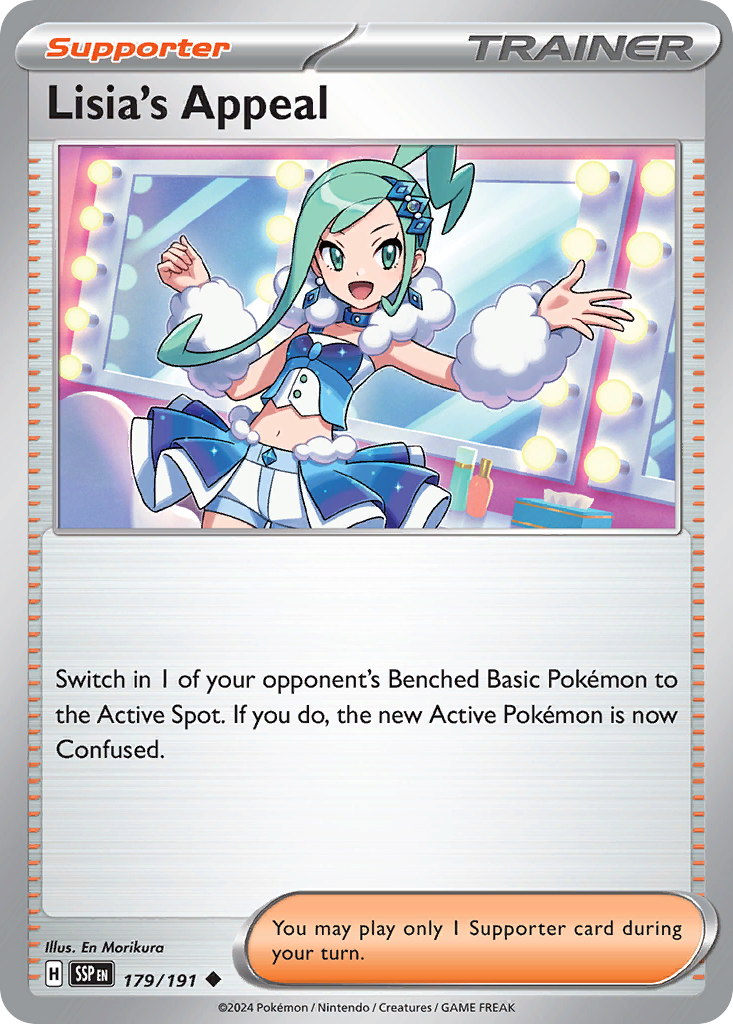 Supporter
TRAINER
Lisia's Appeal
Switch in 1 of your opponent's Benched Basic Pokémon to
the Active Spot. If you do, the new Active Pokémon is now
Confused.
You may play only 1 Supporter card during
your turn.
Illus. En Morikura
H SSP EN 179/191
©2024 Pokémon / Nintendo / Creatures / GAME FREAK